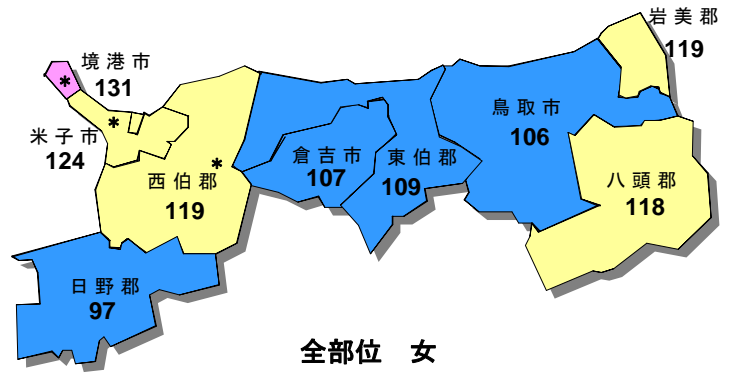 岩美郡
119
境港市
131
*
*
米子市
124
鳥取市
106
倉吉市
107
東伯郡
109
*
西伯郡
119
八頭郡
118
日野郡
97
全部位 女